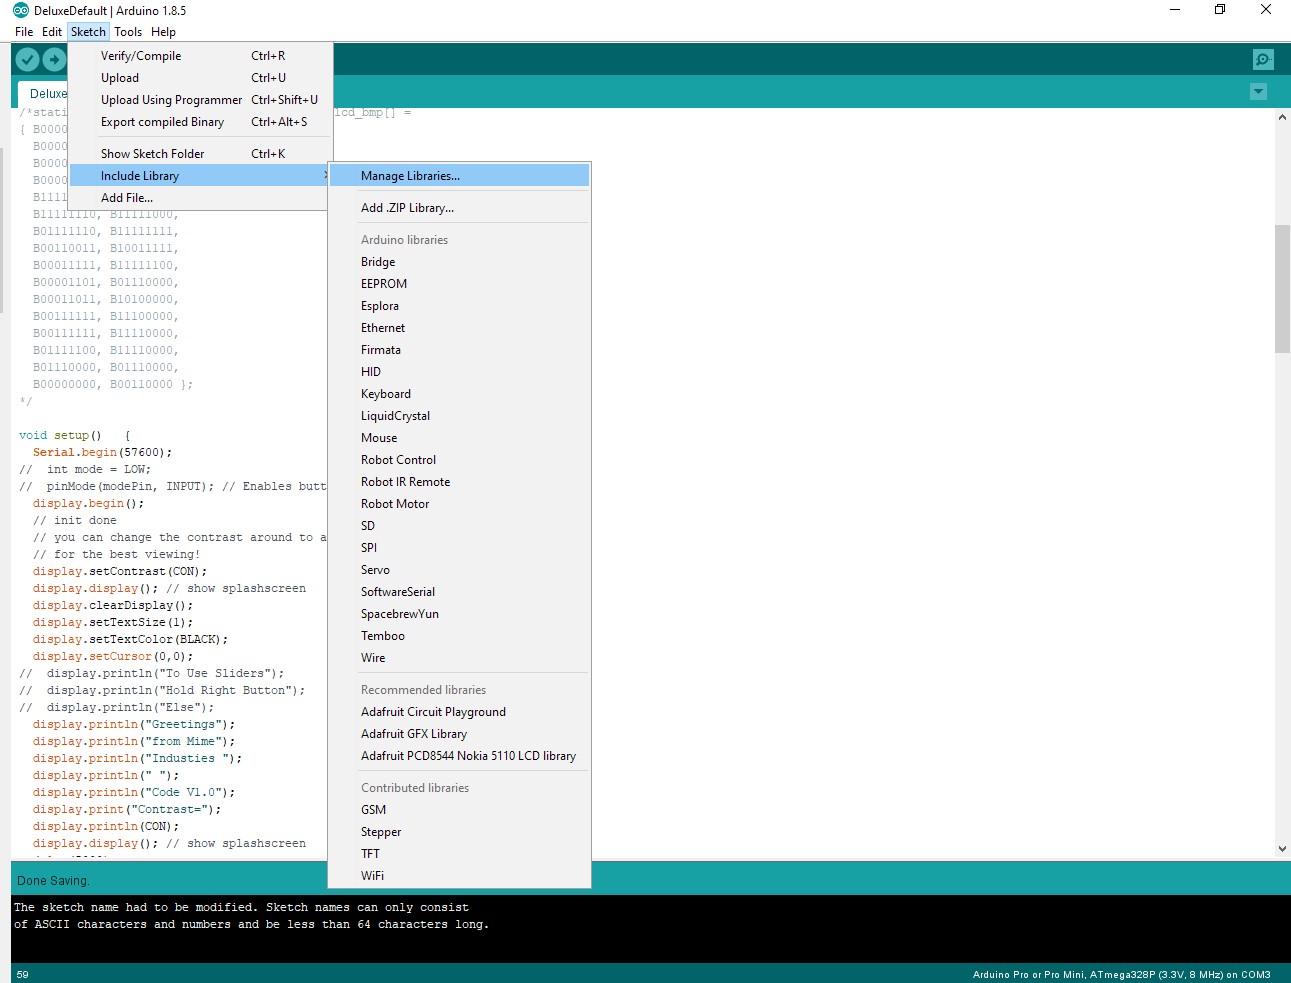 DeluxeDefault | Arduino 1.8.5
File Edit Sketch Tools Help
Verify/Compile Ctrl+R
Upload Ctrl+U
Upload Using Programmer Ctrl+Shift+U
Export compiled Binary Ctrl+Alt+S
Show Sketch Folder Ctrl+K
Include Library
Add File...
Manage Libraries...
Add .ZIP Library...
Arduino libraries
Bridge
EEPROM
Esplora
Ethernet
Firmata
HID
Keyboard
LiquidCrystal
Mouse
Robot Control
Robot IR Remote
Robot Motor
SD
SPI
Servo
SoftwareSerial
SpacebrewYun
Temboo
Wire
Recommended libraries
Adafruit Circuit Playground
Adafruit GFX Library
Adafruit PCD8544 Nokia 5110 LCD library
Contributed libraries
GSM
Stepper
TFT
WiFi
Deluxe
/*stati lcd_bmp[] =
{ B0000
B0000
B0000
B0000
B1111
B11111110, B11111000,
B01111110, B11111111,
B00110011, B10011111,
B00011111, B11111100,
B00001101, B01110000,
B00011011, B10100000,
B00111111, B11100000,
B00111111, B11110000,
B01111100, B11110000,
B01110000, B01110000,
B00000000, B00110000 };
*/
void setup() {
Serial.begin(57600);
// int mode = LOW;
// pinMode(modePin, INPUT); // Enables butt
display.begin();
// init done
// you can change the contrast around to a
// for the best viewing!
display.setContrast(CON);
display.display(); // show splashscreen
display.clearDisplay();
display.setTextSize(1);
display.setTextColor(BLACK);
display.setCursor(0,0);
// display.println("To Use Sliders");
// display.println("Hold Right Button");
// display.println("Else");
display.println("Greetings");
display.println("from Mime");
display.println("Industies ");
display.println(" ");
display.println("Code V1.0");
display.print("Contrast=");
display.println(CON);
display.display(); // show splashscreen
Done Saving.
The sketch name had to be modified. Sketch names can only consist
of ASCII characters and numbers and be less than 64 characters long.
59
Arduino Pro or Pro Mini, ATmega328P (3.3V, 8 MHz) on COM3